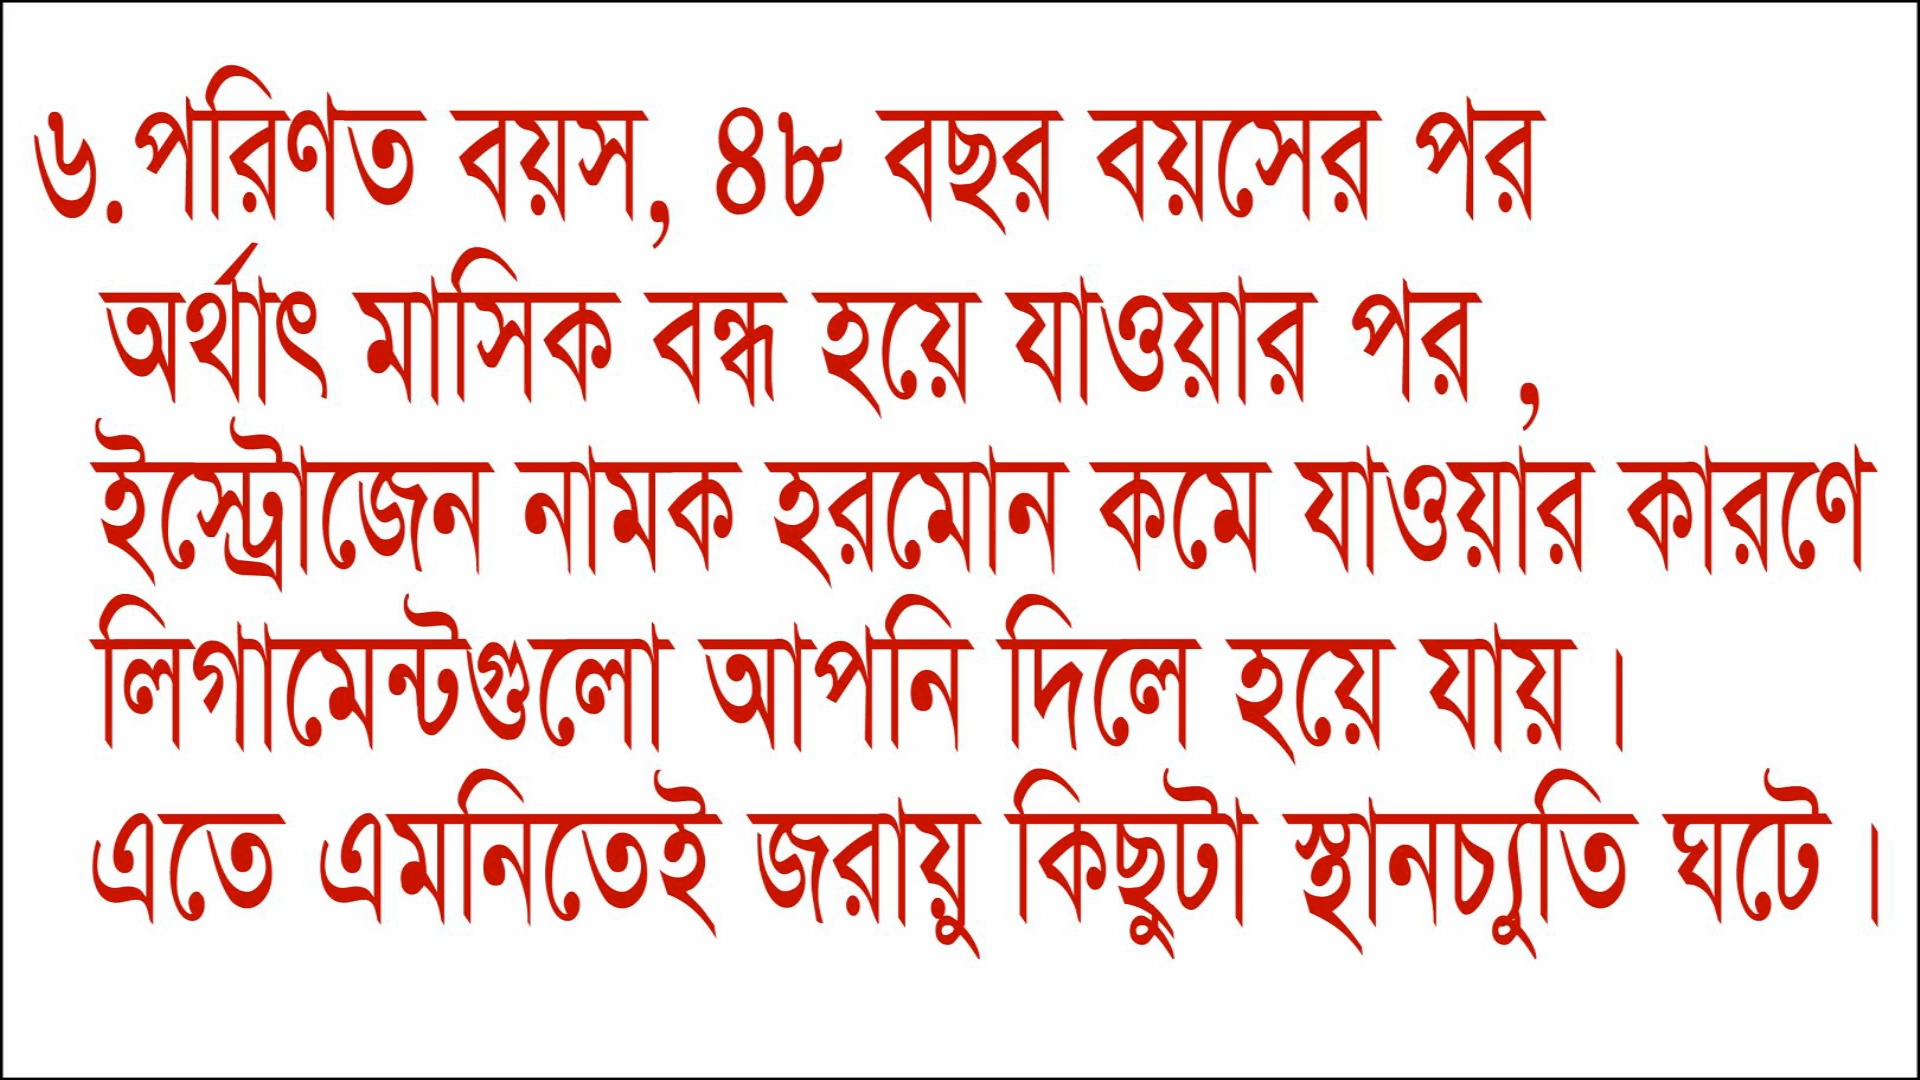 ৬.পরিণত বয়স, ৪৮ বছর বয়সের পর
অর্থাৎ মাসিক বন্ধ হয়ে যাওয়ার পর ,
ইস্ট্রোজেন নামক হরমোন কমে যাওয়ার কারণে
লিগামেন্টগুলো আপনি দিলে হয়ে যায় ।
এতে এমনিতেই জরায়ু কিছুটা স্থানচ্যুতি ঘটে ।